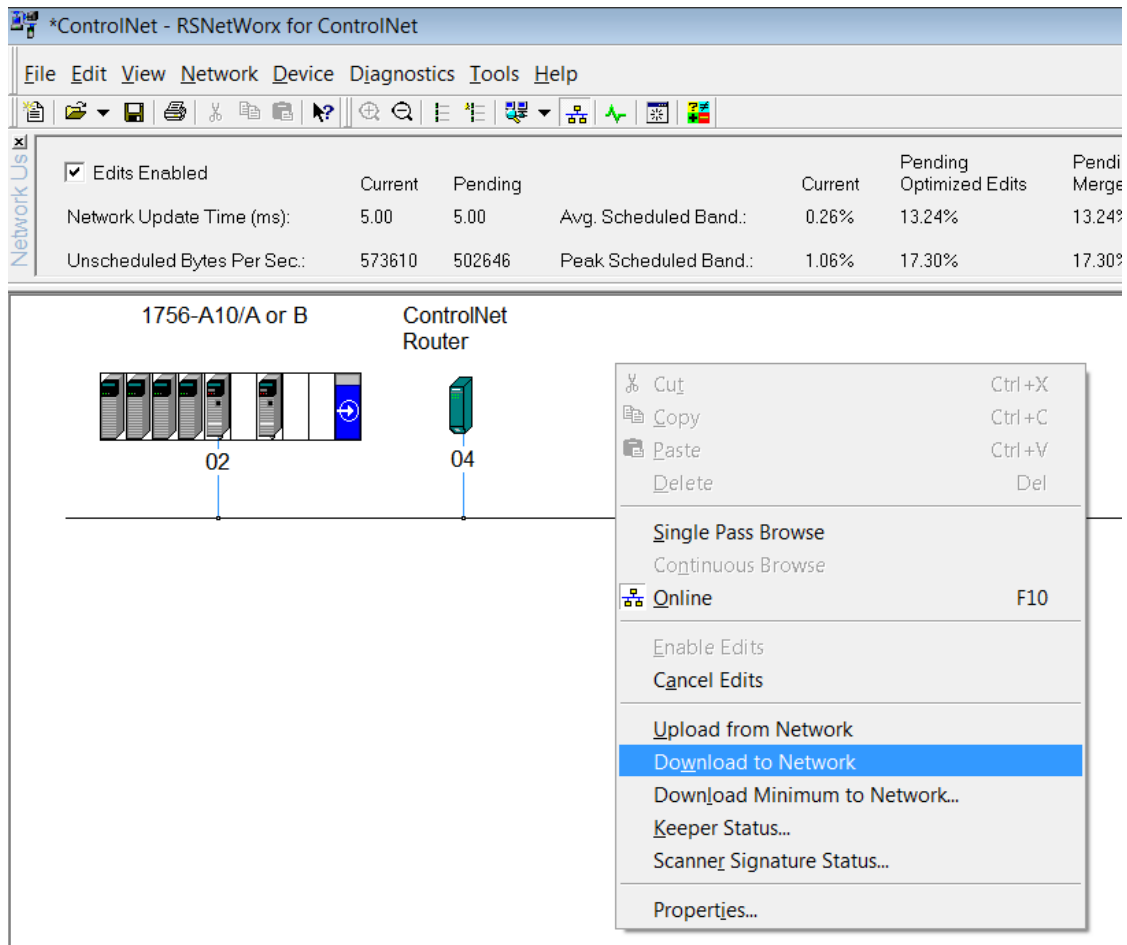 *ControlNet - RSNetWorx for ControlNet
File Edit View Network Device Diagnostics Tools Help
Network Us
Edits Enabled
Current Pending Current Pending Optimized Edits Pendi Merge
Network Update Time (ms): 5.00 5.00 Avg. Scheduled Band.: 0.26% 13.24% 13.24%
Unscheduled Bytes Per Sec.: 573610 502646 Peak Scheduled Band.: 1.06% 17.30% 17.30%
1756-A10/A or B
ControlNet
Router
02
04
Cut Ctrl+X
Copy Ctrl+C
Paste Ctrl+V
Delete Del
Single Pass Browse
Continuous Browse
Online F10
Enable Edits
Cancel Edits
Upload from Network
Download to Network
Download Minimum to Network...
Keeper Status...
Scanner Signature Status...
Properties...